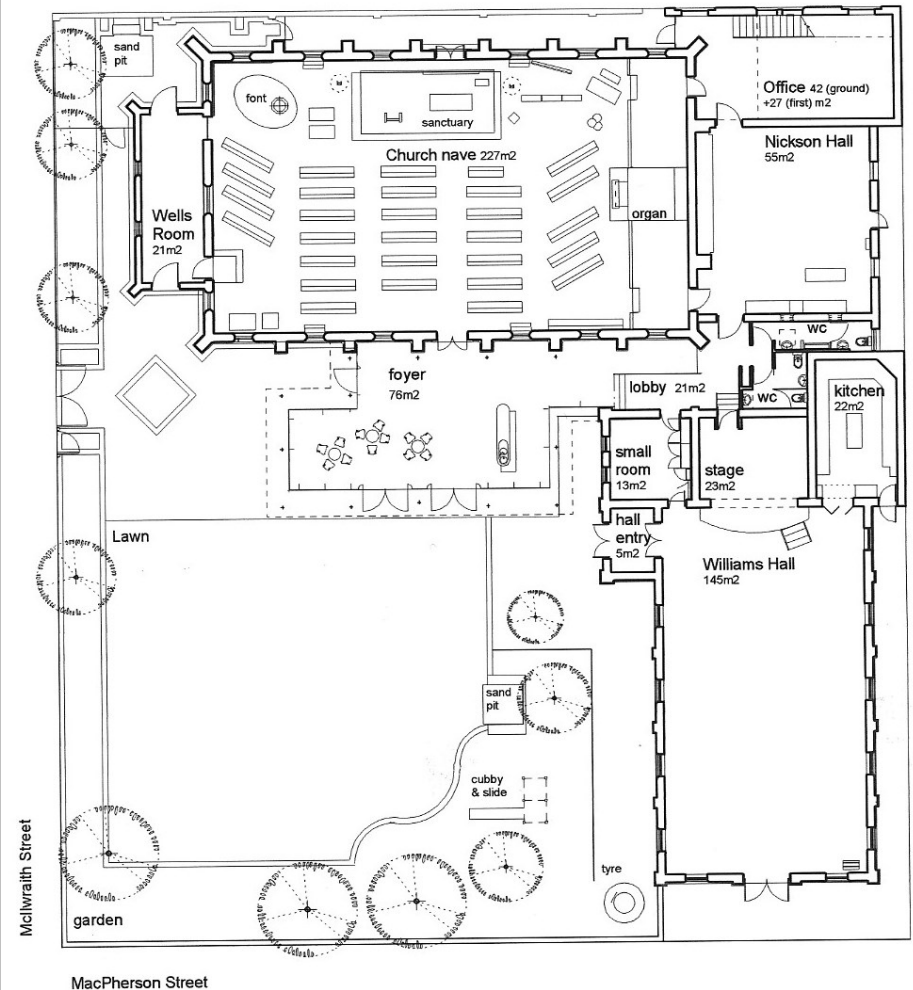 sand
pit
font
sanctuary
Church nave 227m2
Office 42 (ground)
+27 (first) m2
Nickson Hall
55m2
Wells
Room
21m2
organ
WC
foyer
76m2
lobby 21m2
WC
kitchen
22m2
small
room
13m2
stage
23m2
hall
entry
5m2
Lawn
Williams Hall
145m2
sand
pit
cubby
& slide
tyre
garden
McIlwraith Street
MacPherson Street